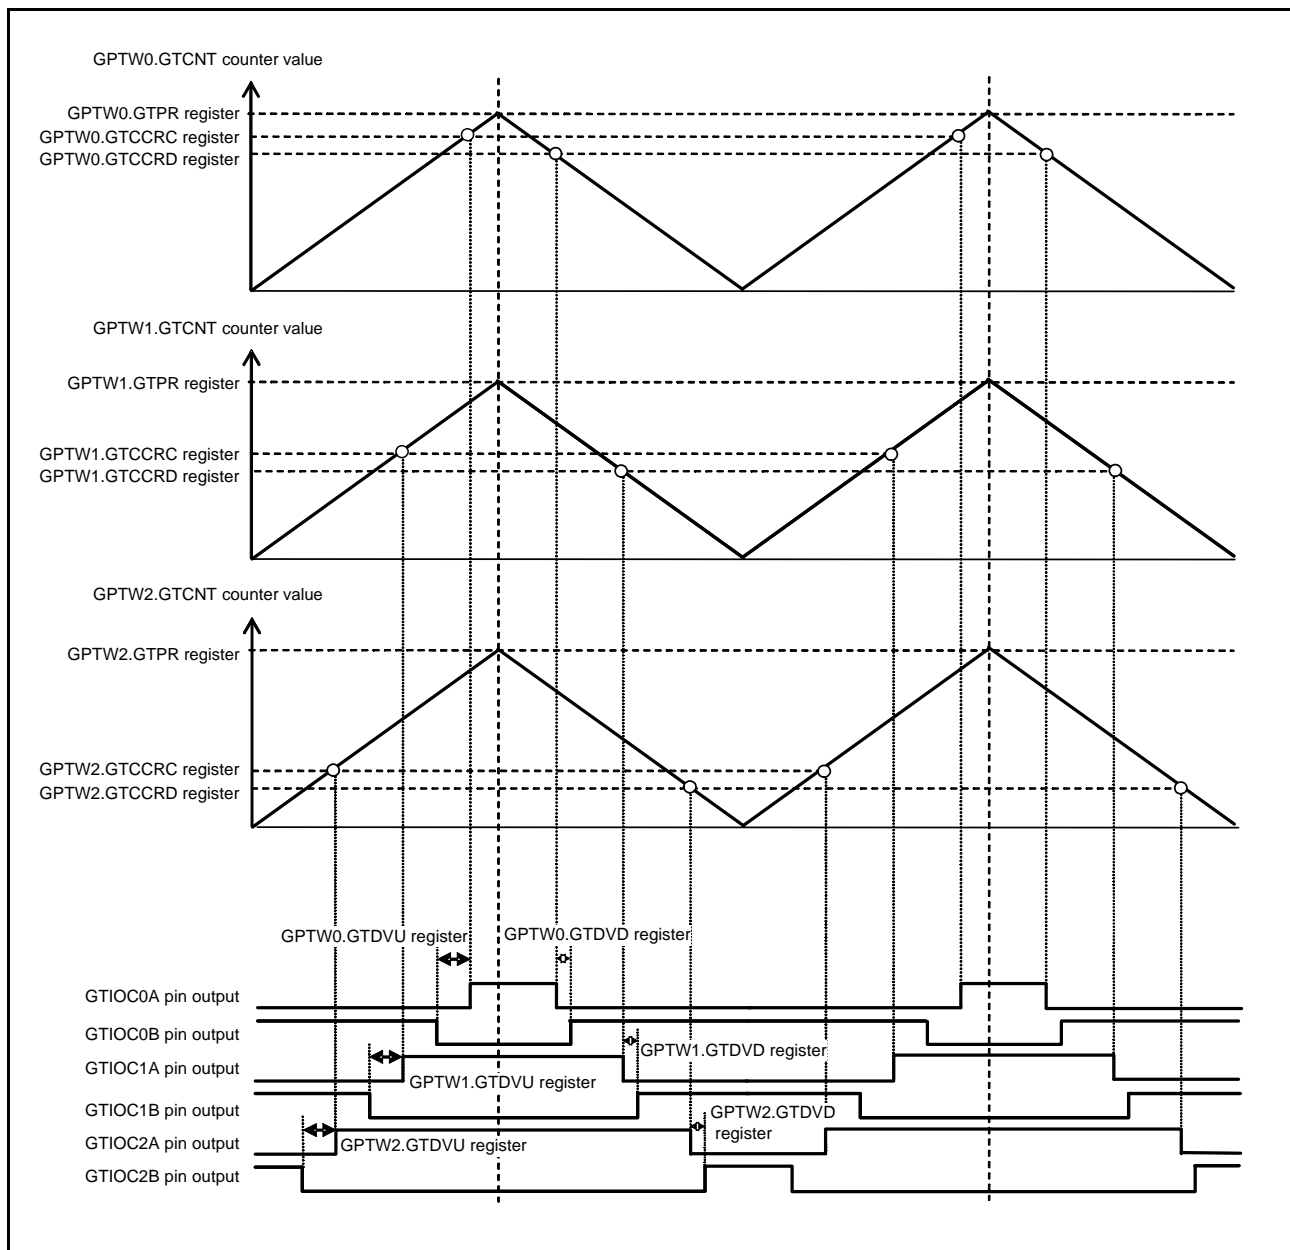 GPTW0.GTCNT counter value
GPTW0.GTPR register
GPTW0.GTCCRC register
GPTW0.GTCCRD register
GPTW1.GTCNT counter value
GPTW1.GTPR register
GPTW1.GTCCRC register
GPTW1.GTCCRD register
GPTW2.GTCNT counter value
GPTW2.GTPR register
GPTW2.GTCCRC register
GPTW2.GTCCRD register
GPTW0.GTDVU register
GPTW0.GTDVD register
GTIOC0A pin output
GTIOC0B pin output
GPTW1.GTDVD register
GTIOC1A pin output
GPTW1.GTDVU register
GTIOC1B pin output
GPTW2.GTDVD
register
GTIOC2A pin output
GPTW2.GTDVU register
GTIOC2B pin output